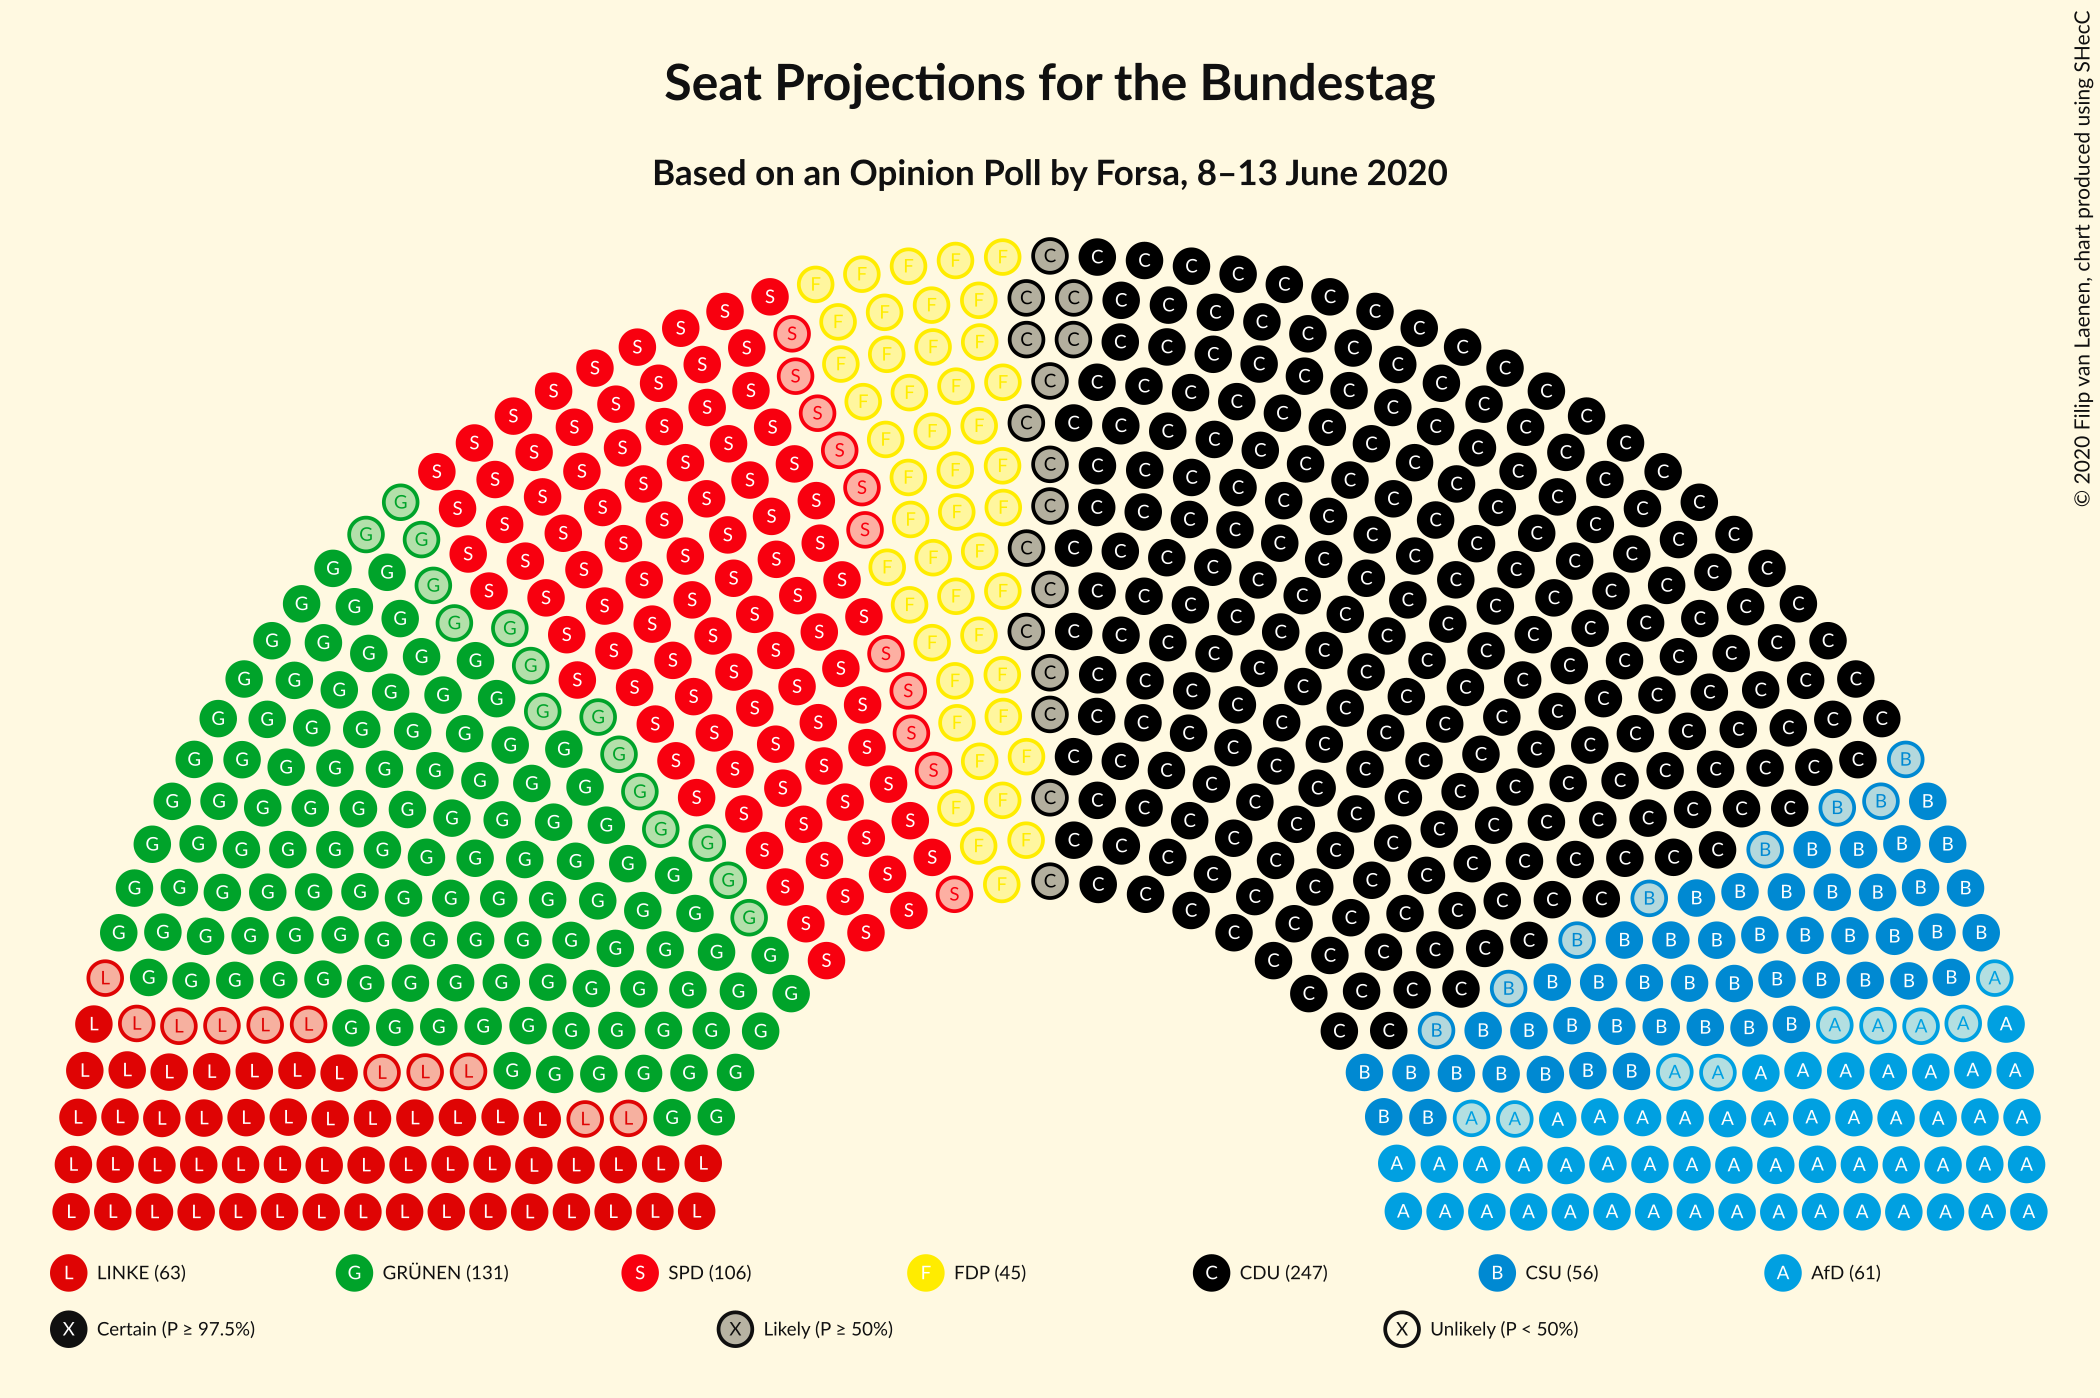 Seat Projections for the Bundestag
Based on an Opinion Poll by Forsa, 8–13 June 2020
© 2020 Filip van Laenen, chart produced using SHecC
L LINKE (63) G GRÜNEN (131) S SPD (106) F FDP (45) C CDU (247) B CSU (56) A AfD (61)
X Certain (P ≥ 97.5%) X Likely (P ≥ 50%) X Unlikely (P < 50%)